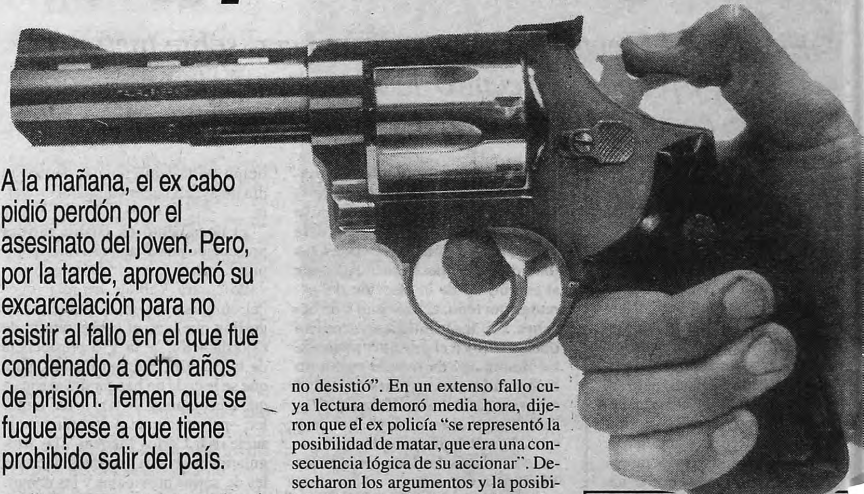 A la mañana, el ex cabo
pidió perdón por el
asesinato del joven. Pero,
por la tarde, aprovechó su
excarcelación para no
asistir al fallo en el que fue
condenado a ocho años
de prisión. Temen que se
fugue pese a que tiene
prohibido salir del país.
no desistió”. En un extenso fallo cu-
ya lectura demoró media hora, dije-
ron que el ex policía “se representó la
posibilidad de matar, que era una con-
secuencia lógica de su accionar”. De-
secharon los argumentos y la posibi-